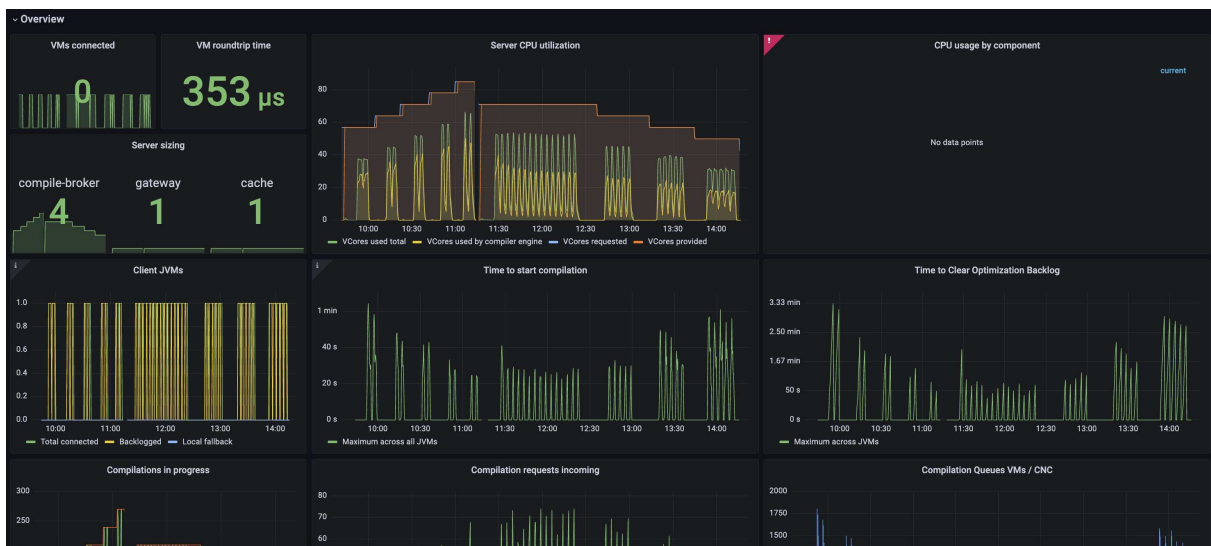 Overview
VMs connected
0
VM roundtrip time
353 µs
Server sizing
compile-broker gateway cache
4 1 1
Server CPU utilization
80
60
40
20
0
10:00 10:30 11:00 11:30 12:00 12:30 13:00 13:30 14:00
VCores used total VCores used by compiler engine VCores requested VCores provided
!
CPU usage by component
current
No data points
i
Client JVMs
1.0
0.8
0.6
0.4
0.2
0.0
10:00 11:00 12:00 13:00 14:00
Total connected Backlogged Local fallback
i
Time to start compilation
1 min
40 s
20 s
0 s
10:00 10:30 11:00 11:30 12:00 12:30 13:00 13:30 14:00
Maximum across all JVMs
Time to Clear Optimization Backlog
3.33 min
2.50 min
1.67 min
50 s
0 s
10:00 10:30 11:00 11:30 12:00 12:30 13:00 13:30 14:00
Maximum across JVMs
Compilations in progress
300
250
Compilation requests incoming
80
70
60
Compilation Queues VMs / CNC
2000
1750
1500